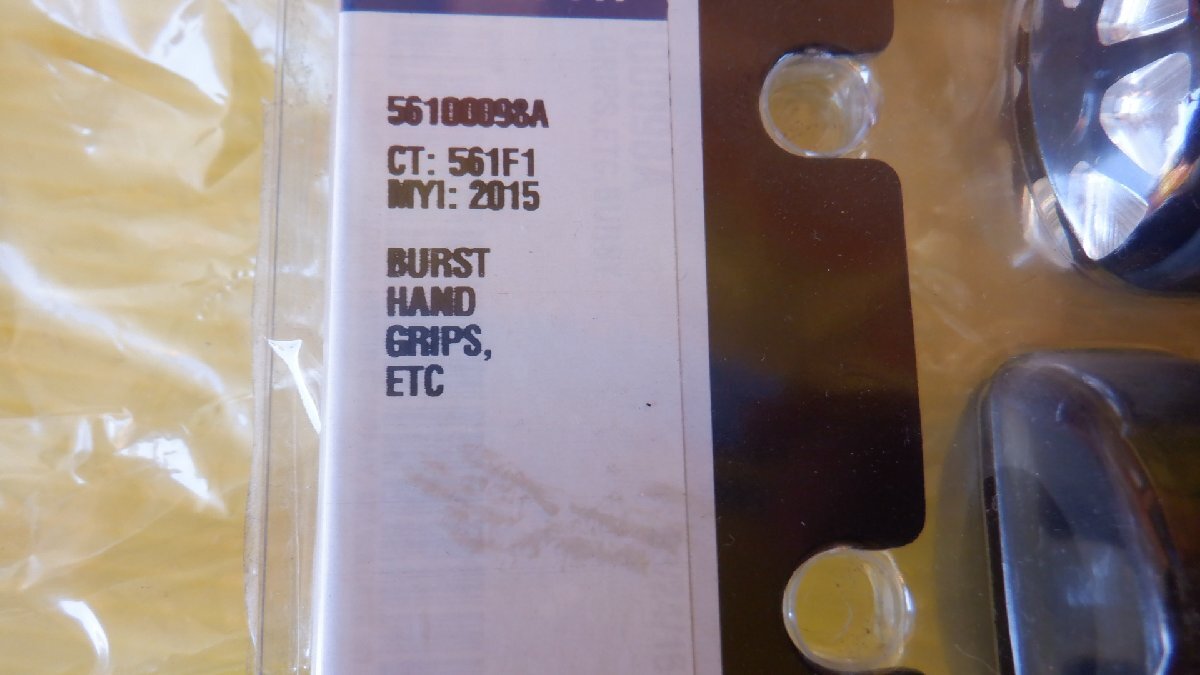 56100098A
CT: 561F1
MYI: 2015
BURST
HAND
GRIPS,
ETC